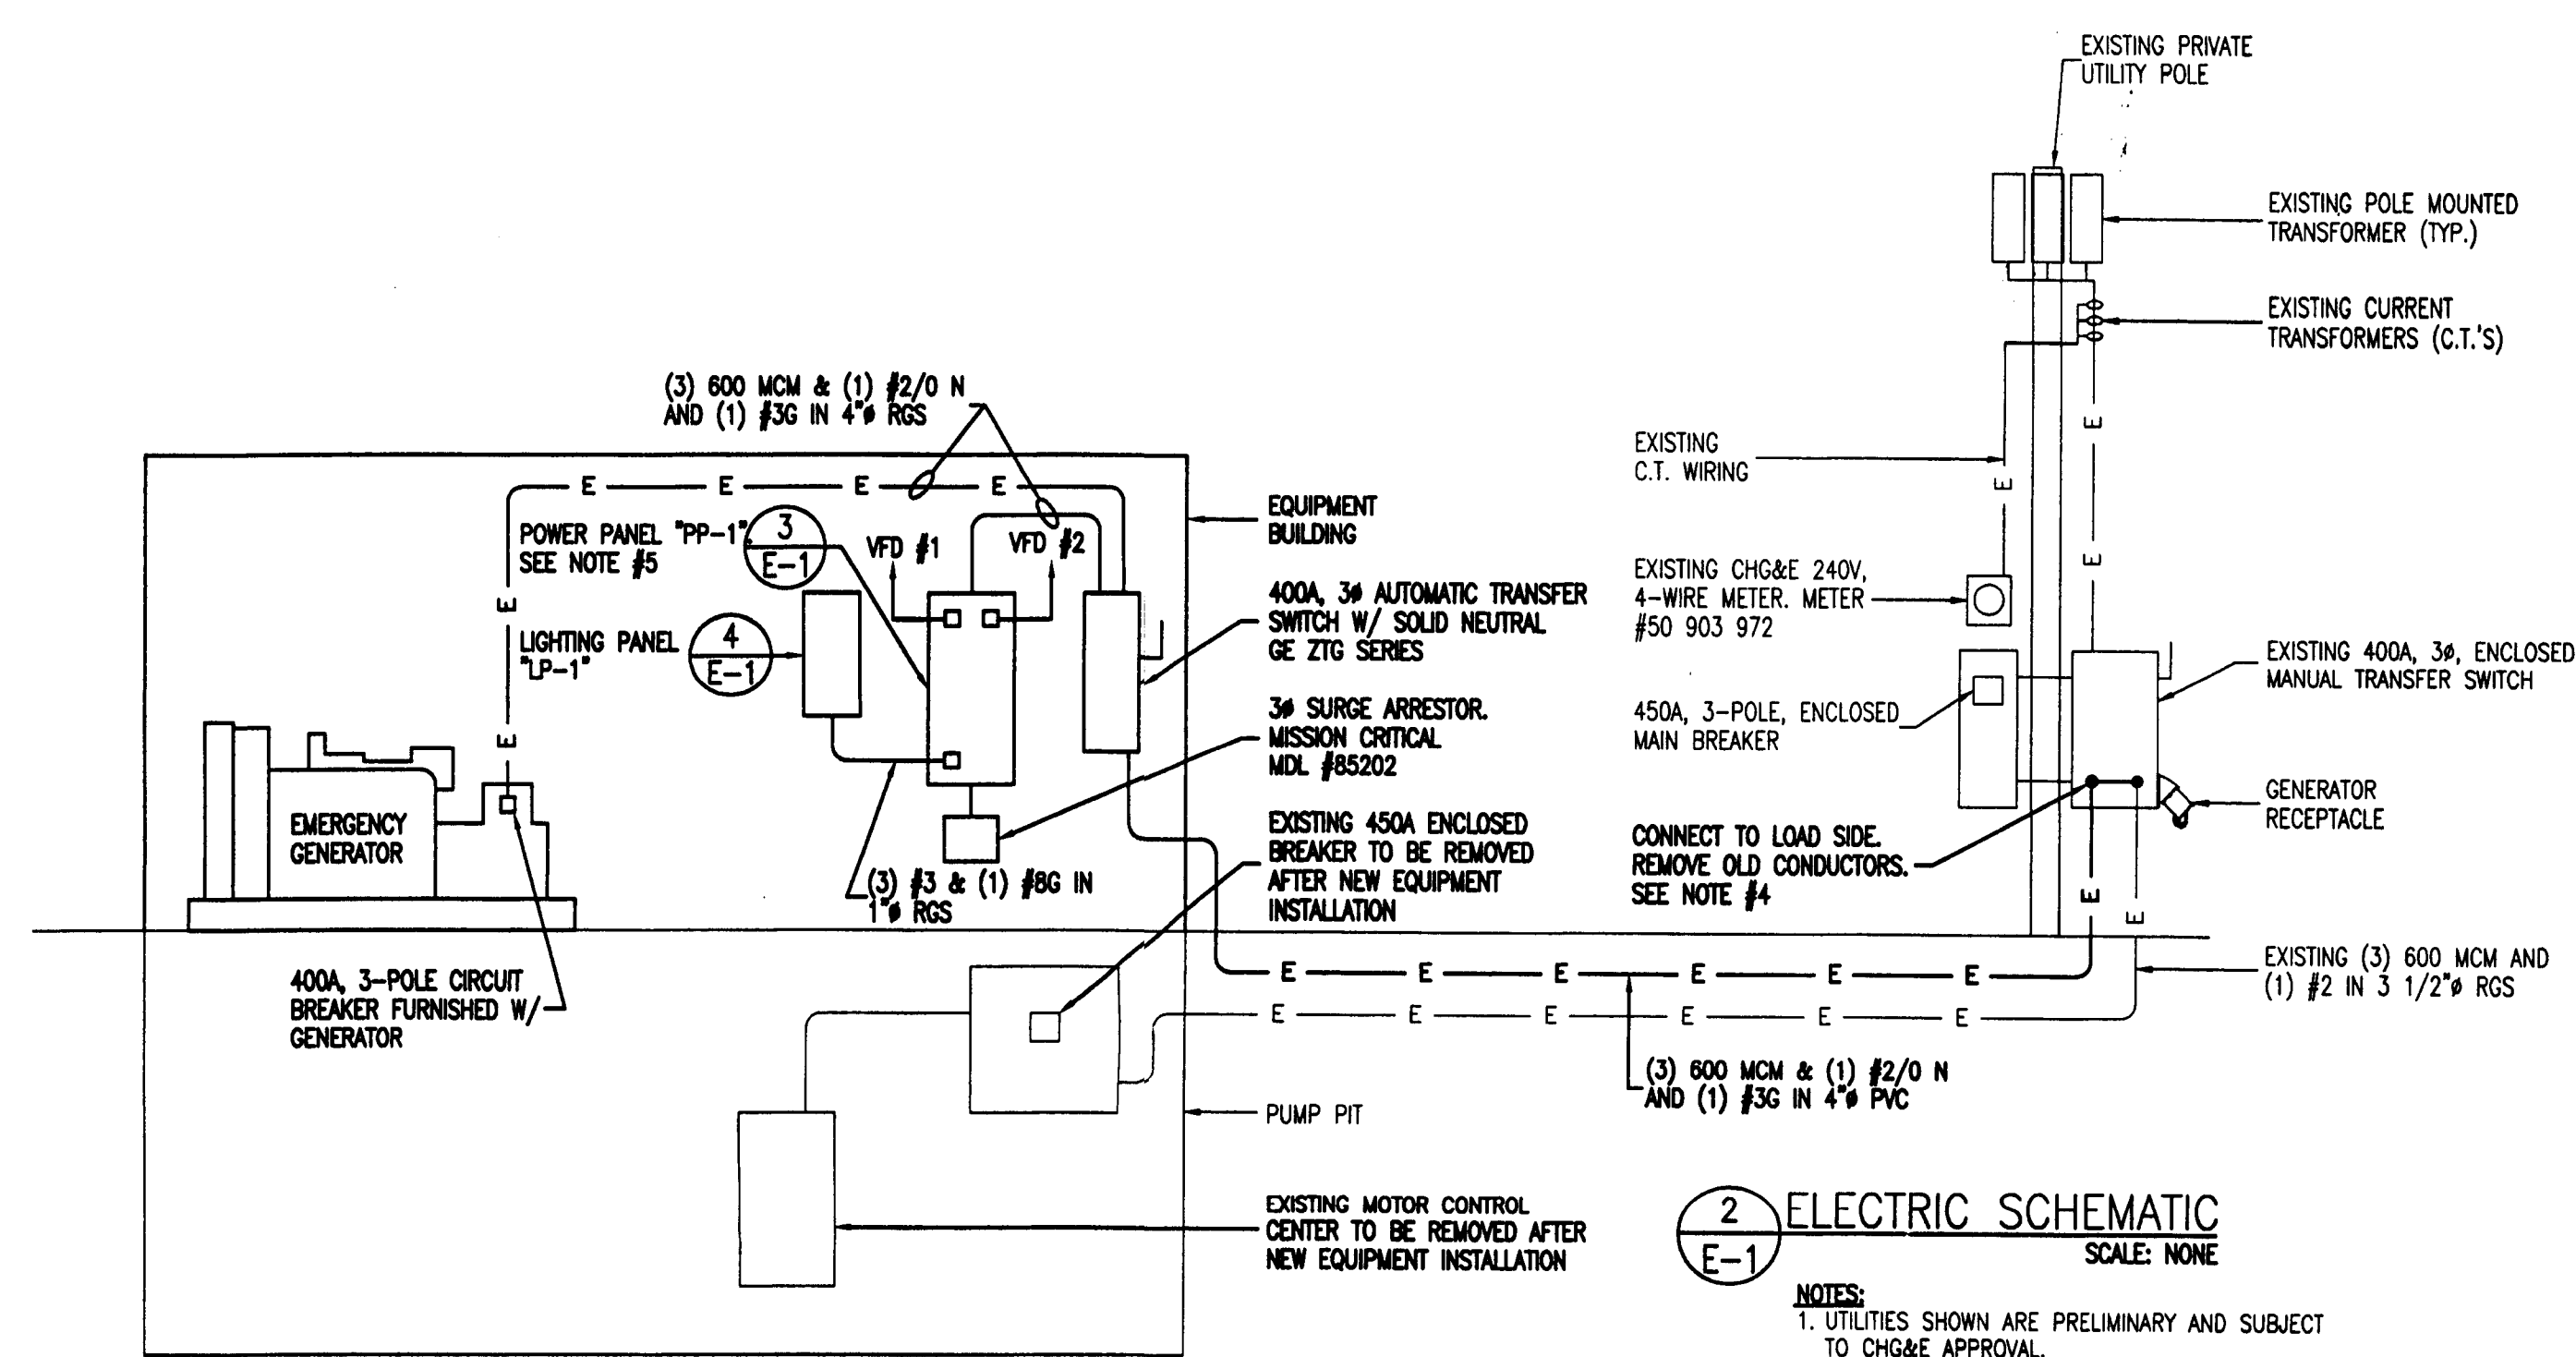 EXISTING PRIVATE
UTILITY POLE
EXISTING POLE MOUNTED
TRANSFORMER (TYP.)
EXISTING CURRENT
TRANSFORMERS (C.T.'S)
(3) 600 MCM & (1) #2/0 N
AND (1) #3G IN 4"ø RGS
EXISTING
C.T. WIRING
E
E
E
E
E
E
E
EQUIPMENT
BUILDING
POWER PANEL "PP-1"
SEE NOTE #5
3
E-1
VFD #1
VFD #2
E
EXISTING CHG&E 240V,
4-WIRE METER. METER
#50 903 972
400A, 3ø AUTOMATIC TRANSFER
SWITCH W/ SOLID NEUTRAL
GE ZTG SERIES
E
LIGHTING PANEL
"LP-1"
4
E-1
EXISTING 400A, 3ø, ENCLOSED
MANUAL TRANSFER SWITCH
3ø SURGE ARRESTOR.
MISSION CRITICAL
MDL #85202
450A, 3-POLE, ENCLOSED
MAIN BREAKER
E
GENERATOR
RECEPTACLE
EMERGENCY
GENERATOR
EXISTING 450A ENCLOSED
BREAKER TO BE REMOVED
AFTER NEW EQUIPMENT
INSTALLATION
CONNECT TO LOAD SIDE.
REMOVE OLD CONDUCTORS.
SEE NOTE #4
(3) #3 & (1) #8G IN
1"ø RGS
E
E
400A, 3-POLE CIRCUIT
BREAKER FURNISHED W/
GENERATOR
E
E
E
E
E
E
EXISTING (3) 600 MCM AND
(1) #2 IN 3 1/2"ø RGS
E
E
E
E
E
E
(3) 600 MCM & (1) #2/0 N
AND (1) #3G IN 4"ø PVC
PUMP PIT
EXISTING MOTOR CONTROL
CENTER TO BE REMOVED AFTER
NEW EQUIPMENT INSTALLATION
2
E-1
ELECTRIC SCHEMATIC
SCALE: NONE
NOTES:
1. UTILITIES SHOWN ARE PRELIMINARY AND SUBJECT
TO CHG&E APPROVAL.